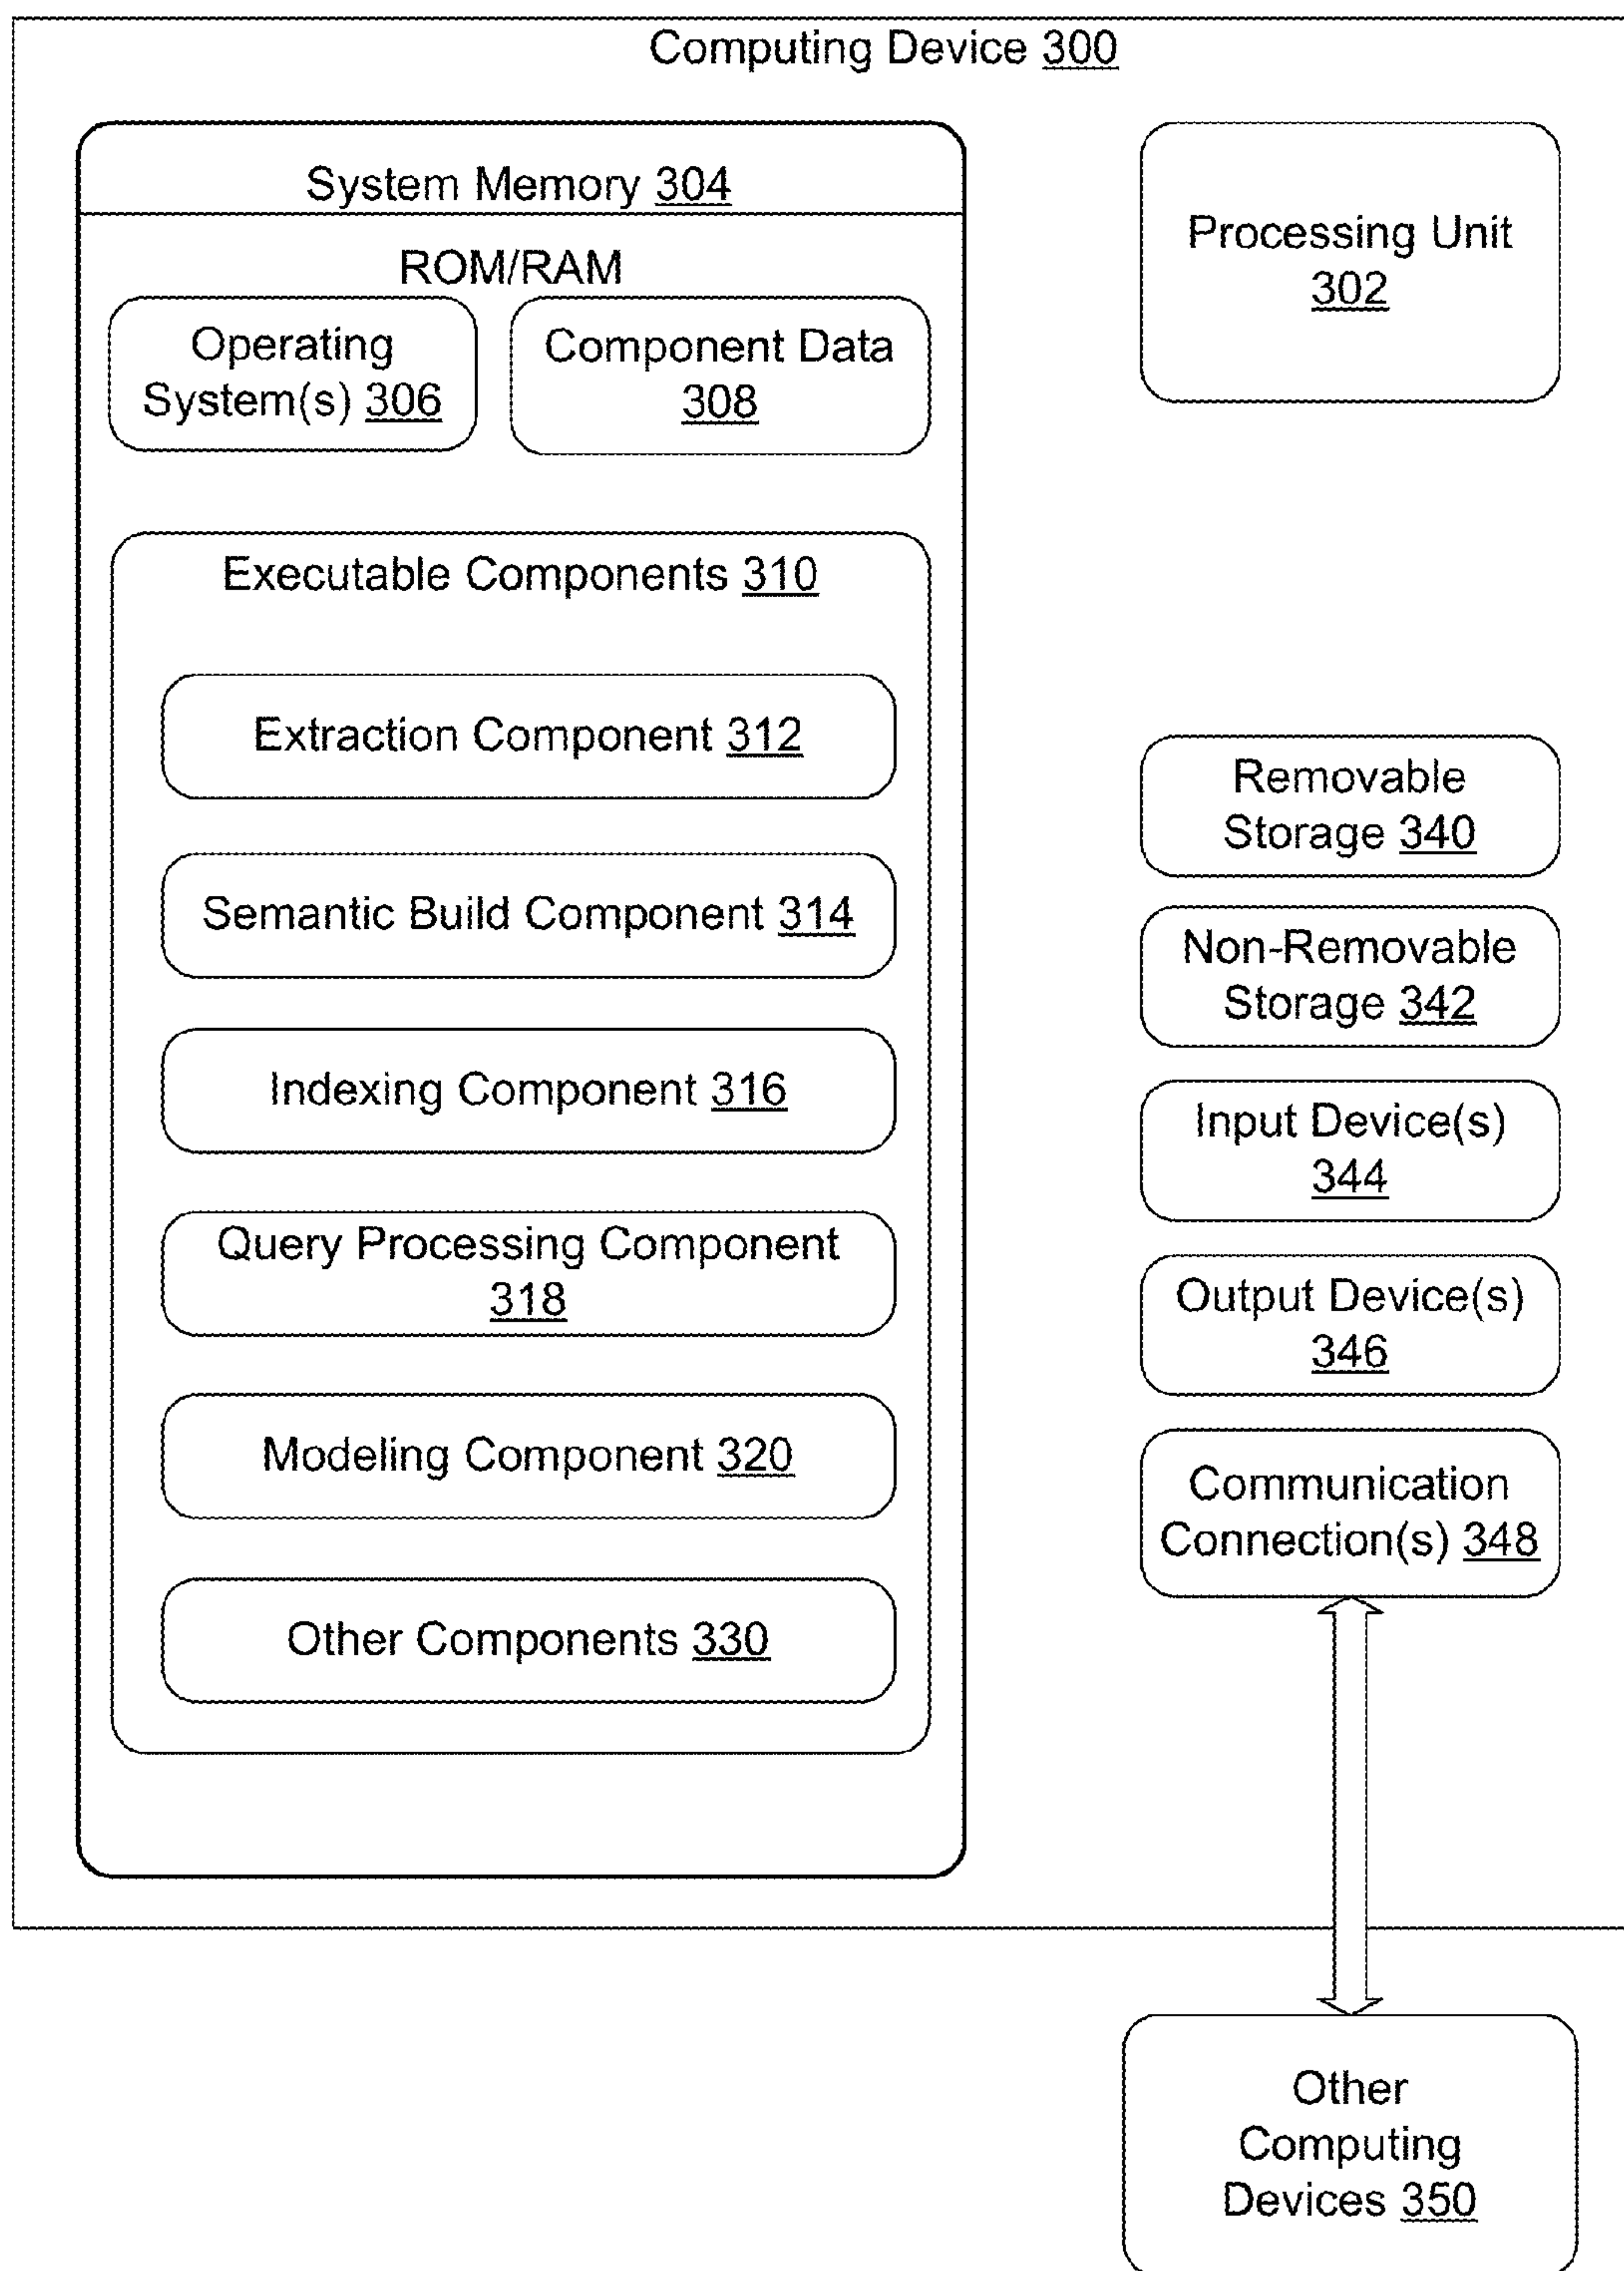 Computing Device 300
System Memory 304
ROM/RAM
Operating
System(s) 306
Component Data
308
Executable Components 310
Extraction Component 312
Semantic Build Component 314
Indexing Component 316
Query Processing Component
318
Modeling Component 320
Other Components 330
Processing Unit
302
Removable
Storage 340
Non-Removable
Storage 342
Input Device(s)
344
Output Device(s)
346
Communication
Connection(s) 348
Other
Computing
Devices 350